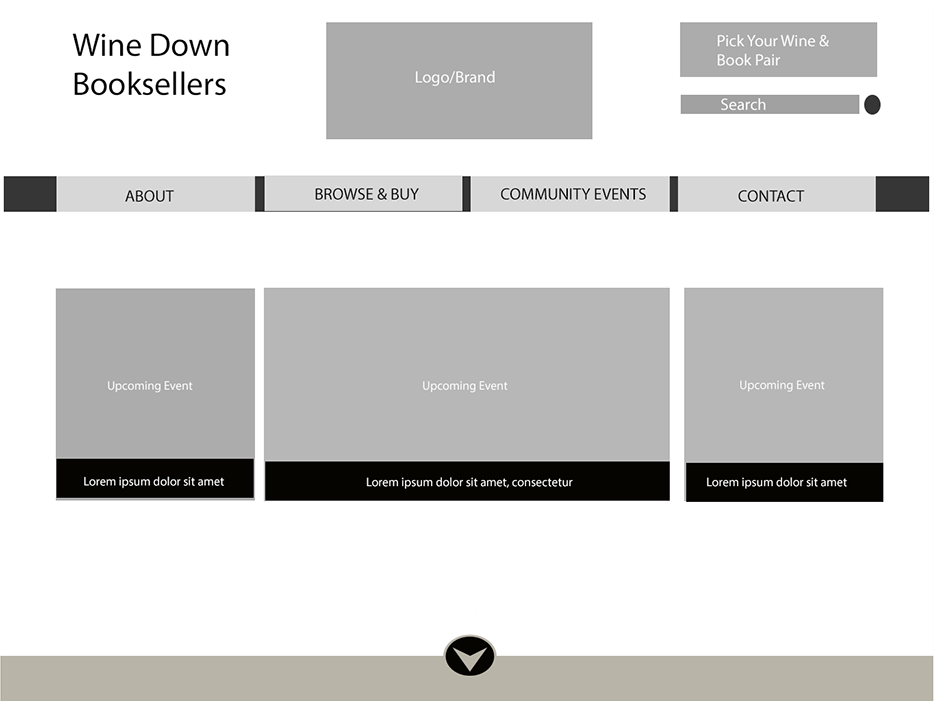 Wine Down
Booksellers
Logo/Brand
Pick Your Wine &
Book Pair
Search
ABOUT
BROWSE & BUY
COMMUNITY EVENTS
CONTACT
Upcoming Event
Upcoming Event
Upcoming Event
Lorem ipsum dolor sit amet
Lorem ipsum dolor sit amet, consectetur
Lorem ipsum dolor sit amet